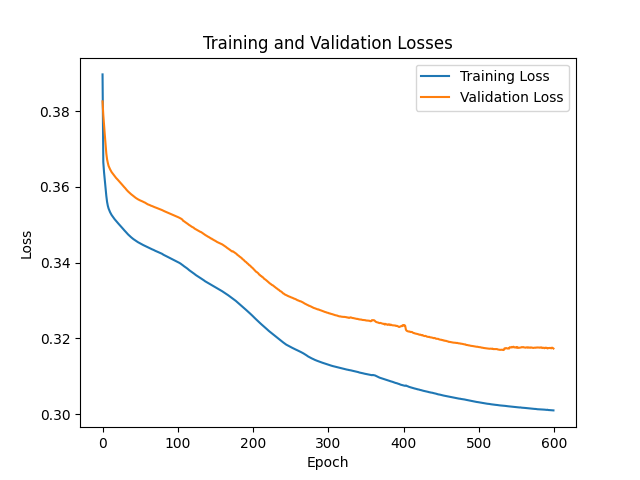 Training and Validation Losses
Training Loss
Validation Loss
0.38
0.36
0.34
0.32
0.30
Loss
0 100 200 300 400 500 600
Epoch